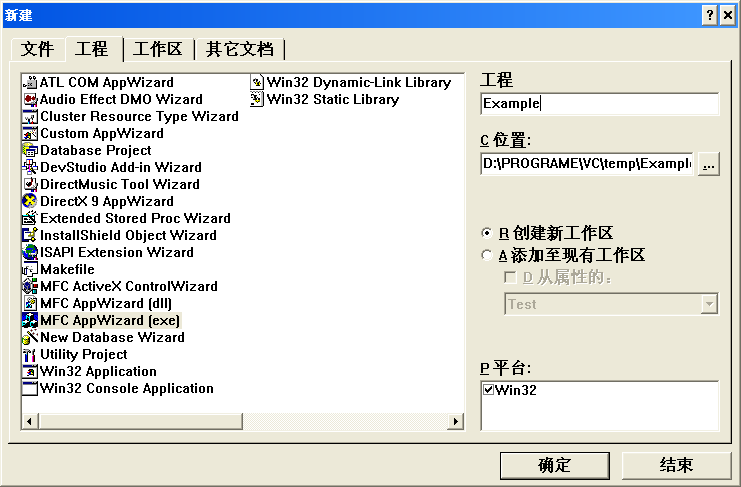 新建
文件 工程 工作区 其它文档
ATL COM AppWizard
Audio Effect DMO Wizard
Cluster Resource Type Wizard
Custom AppWizard
Database Project
DevStudio Add-in Wizard
DirectMusic Tool Wizard
DirectX 9 AppWizard
Extended Stored Proc Wizard
InstallShield Object Wizard
ISAPI Extension Wizard
Makefile
MFC ActiveX ControlWizard
MFC AppWizard (dll)
MFC AppWizard (exe)
New Database Wizard
Utility Project
Win32 Application
Win32 Console Application
Win32 Dynamic-Link Library
Win32 Static Library
工程
Example
C 位置:
D:\PROGRAME\VC\temp\Example
...
R 创建新工作区
A 添加至现有工作区
D 从属性的:
Test
P 平台:
Win32
确定 结束